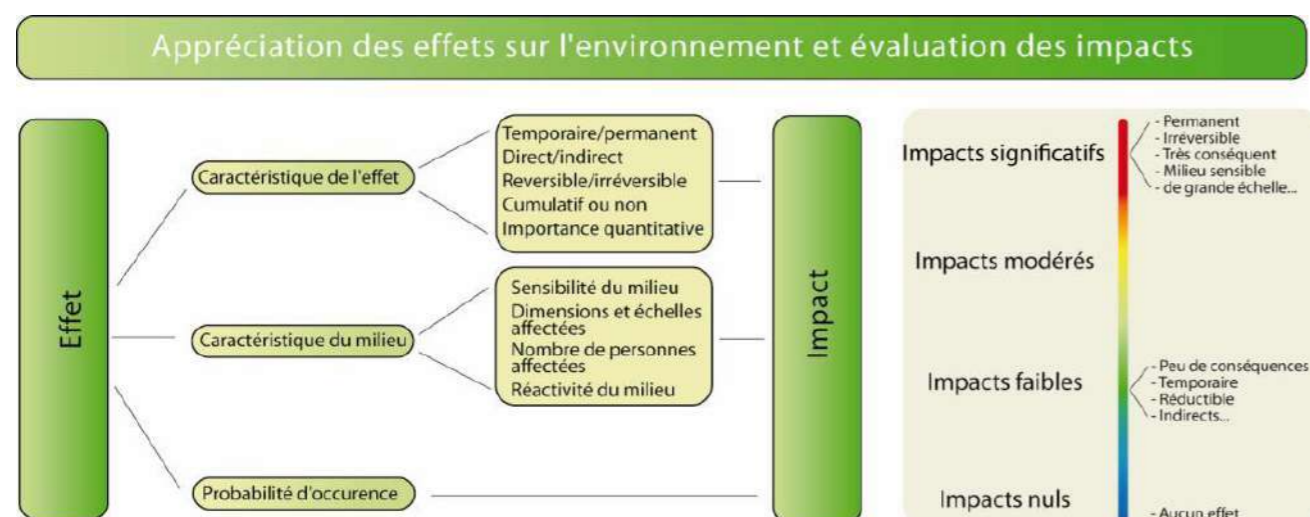 Appréciation des effets sur l'environnement et évaluation des impacts
Effet
Caractéristique de l'effet
Temporaire/permanent
Direct/indirect
Reversible/irréversible
Cumulatif ou non
Importance quantitative
Caractéristique du milieu
Sensibilité du milieu
Dimensions et échelles
affectées
Nombre de personnes
affectées
Réactivité du milieu
Probabilité d'occurence
Impact
Impacts significatifs
- Permanent
- Irréversible
- Très conséquent
- Milieu sensible
- de grande échelle...
Impacts modérés
Impacts faibles
- Peu de conséquences
- Temporaire
- Réductible
- Indirects...
Impacts nuls
- Aucun effet